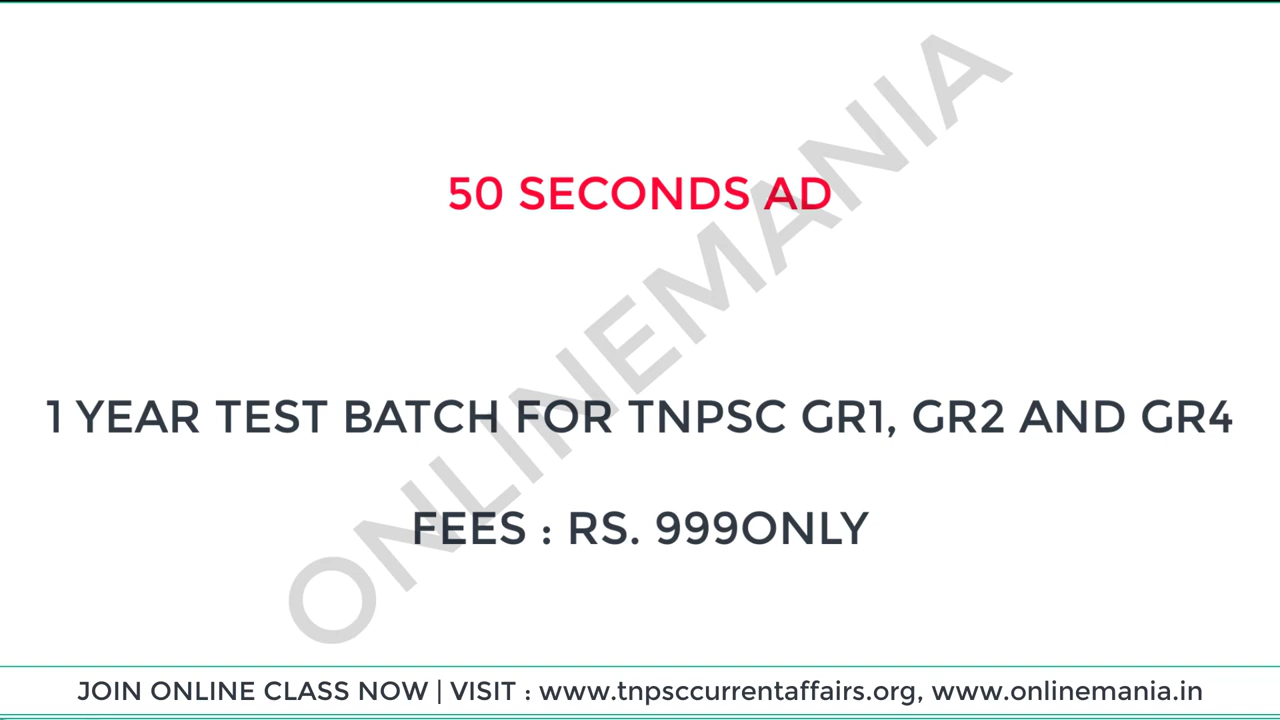 50 SECONDS AD
ONLINEMANIA
1 YEAR TEST BATCH FOR TNPSC GR1, GR2 AND GR4
FEES : RS. 999ONLY
JOIN ONLINE CLASS NOW | VISIT : www.tnpsccurrentaffairs.org, www.onlinemania.in